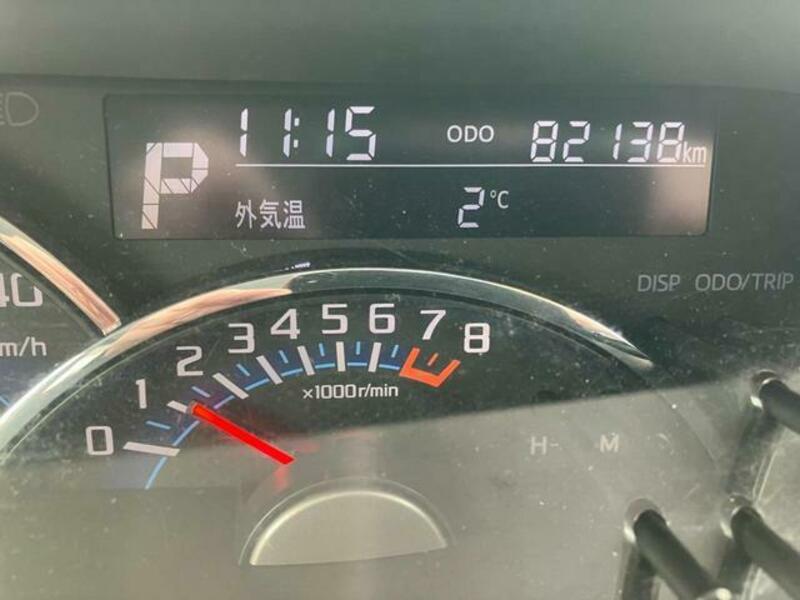 11:15 ODO 82138km
P
外気温 2℃
DISP ODO/TRIP
40
m/h
0 1 2 3 4 5 6 7 8
×1000r/min
H- M